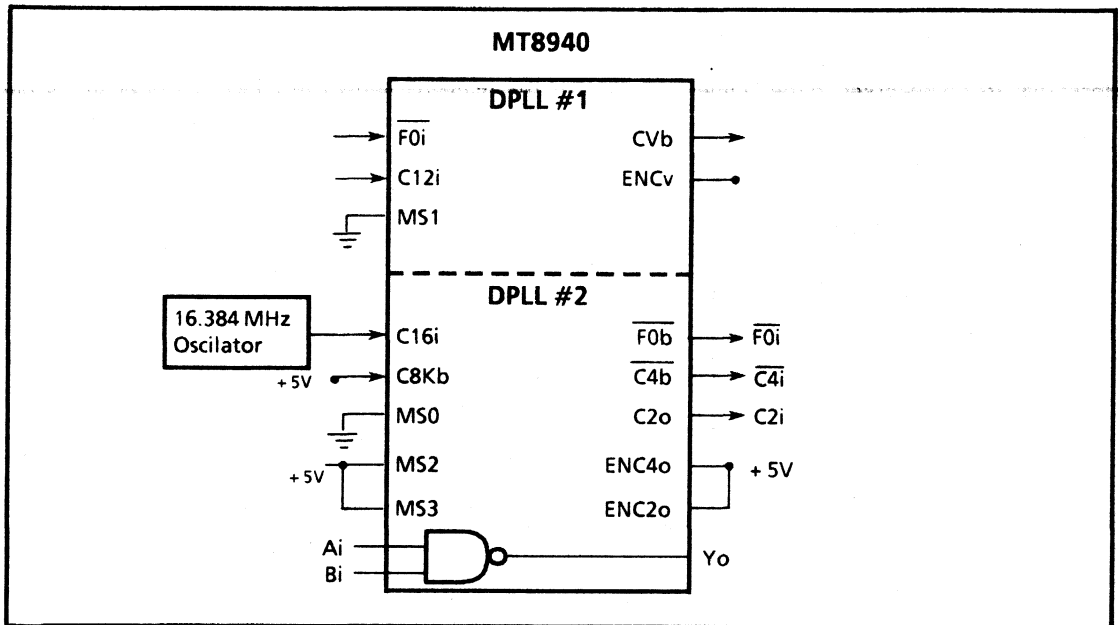 MT8940
DPLL #1
F0i
CVb
C12i
ENCv
MS1
DPLL #2
16.384 MHz
Oscilator
C16i
F0b
F0i
+5V
C8Kb
C4b
C4i
MS0
C2o
C2i
+5V
MS2
ENC4o
+5V
MS3
ENC2o
Ai
Bi
Yo